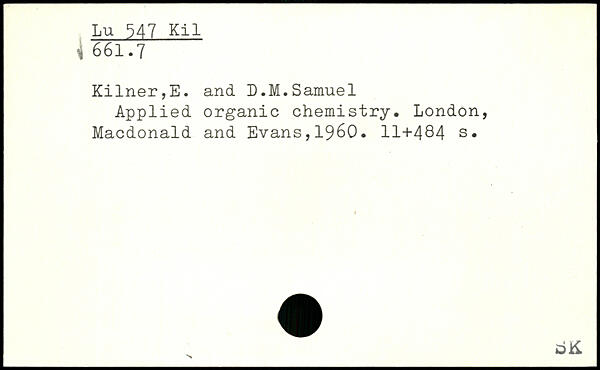 Lu 547 Kil
661.7
Kilner,E. and D.M.Samuel
Applied organic chemistry. London,
Macdonald and Evans,1960. 11+484 s.
SK